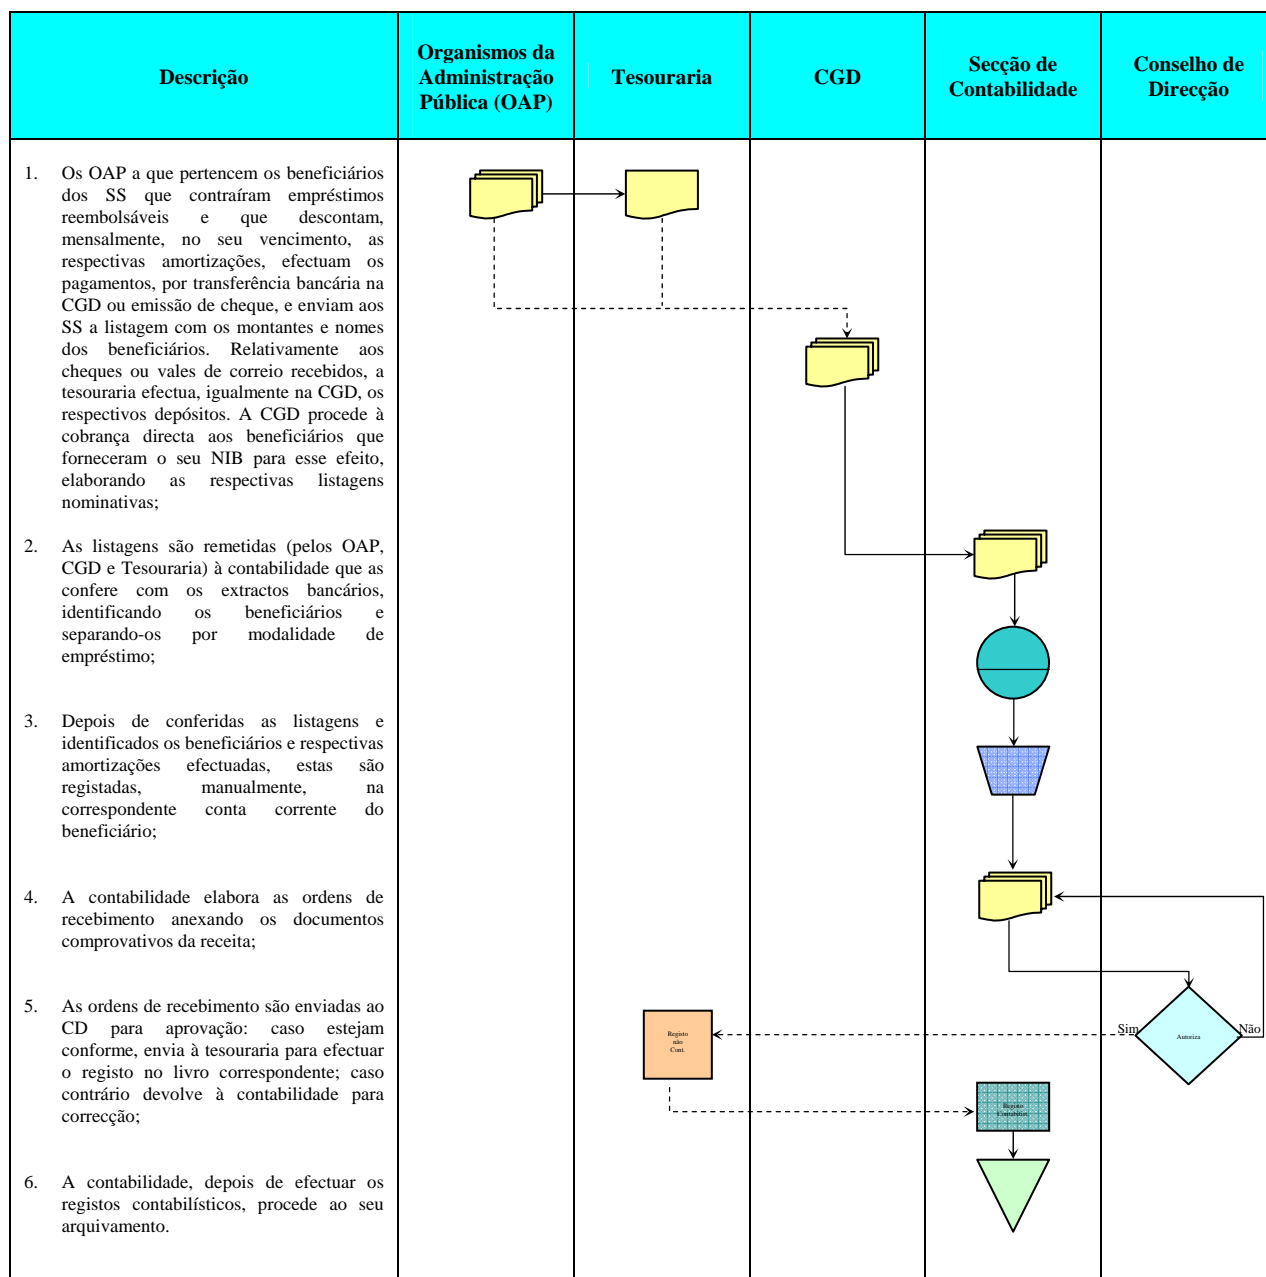 Descrição
Organismos da
Administração
Pública (OAP)
Tesouraria
CGD
Secção de
Contabilidade
Conselho de
Direcção
1. Os OAP a que pertencem os beneficiários
dos SS que contraíram empréstimos
reembolsáveis e que descontam,
mensalmente, no seu vencimento, as
respectivas amortizações, efectuam os
pagamentos, por transferência bancária na
CGD ou emissão de cheque, e enviam aos
SS a listagem com os montantes e nomes
dos beneficiários. Relativamente aos
cheques ou vales de correio recebidos, a
tesouraria efectua, igualmente na CGD, os
respectivos depósitos. A CGD procede à
cobrança directa aos beneficiários que
forneceram o seu NIB para esse efeito,
elaborando as respectivas listagens
nominativas;
2. As listagens são remetidas (pelos OAP,
CGD e Tesouraria) à contabilidade que as
confere com os extractos bancários,
identificando os beneficiários e
separando-os por modalidade de
empréstimo;
3. Depois de conferidas as listagens e
identificados os beneficiários e respectivas
amortizações efectuadas, estas são
registadas, manualmente, na
correspondente conta corrente do
beneficiário;
4. A contabilidade elabora as ordens de
recebimento anexando os documentos
comprovativos da receita;
5. As ordens de recebimento são enviadas ao
CD para aprovação: caso estejam
conforme, envia à tesouraria para efectuar
o registo no livro correspondente; caso
contrário devolve à contabilidade para
correcção;
6. A contabilidade, depois de efectuar os
registos contabilísticos, procede ao seu
arquivamento.
Registo
não
Cont.
Sim
Autoriza
Não
Registo